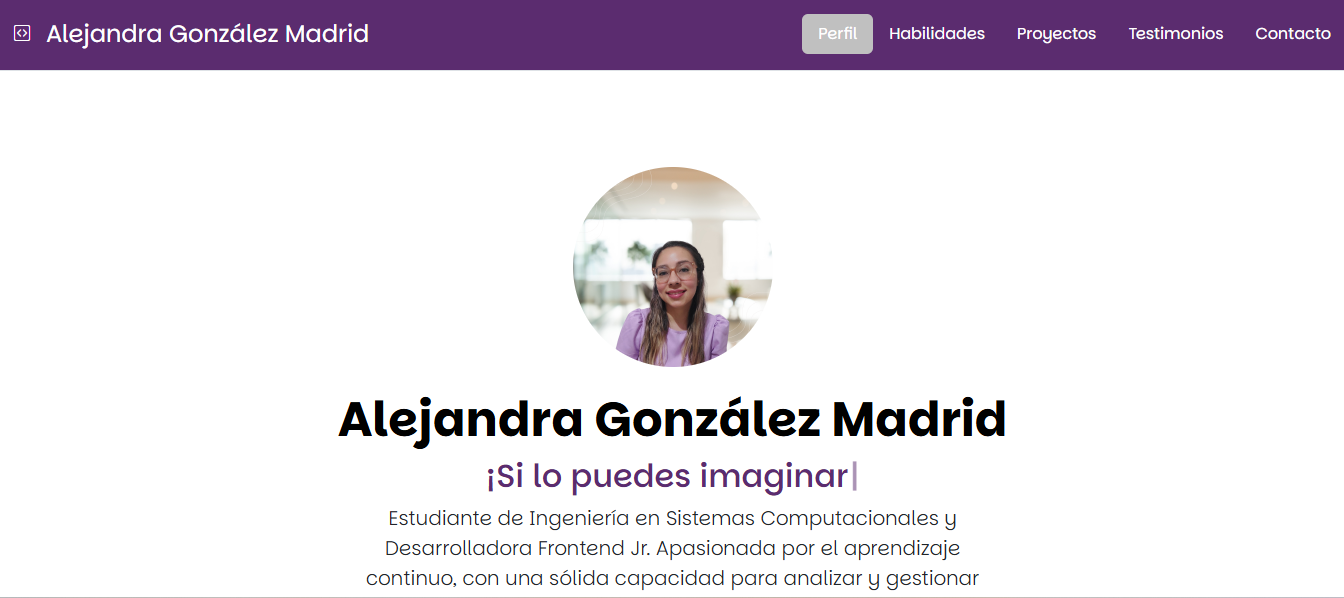 Alejandra González Madrid
Perfil Habilidades Proyectos Testimonios Contacto
Alejandra González Madrid
¡Si lo puedes imaginar|
Estudiante de Ingeniería en Sistemas Computacionales y
Desarrolladora Frontend Jr. Apasionada por el aprendizaje
continuo, con una sólida capacidad para analizar y gestionar